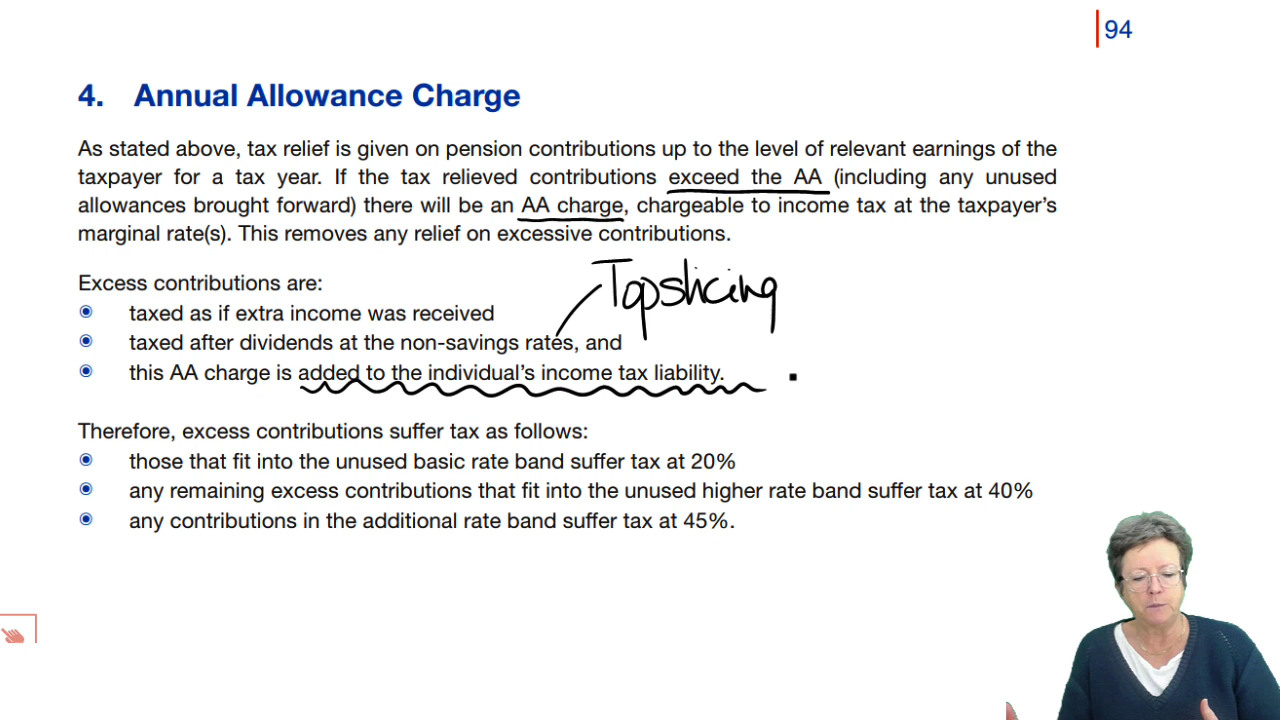 94
4. Annual Allowance Charge
As stated above, tax relief is given on pension contributions up to the level of relevant earnings of the
taxpayer for a tax year. If the tax relieved contributions exceed the AA (including any unused
allowances brought forward) there will be an AA charge, chargeable to income tax at the taxpayer's
marginal rate(s). This removes any relief on excessive contributions.
Excess contributions are:
Topslicing
taxed as if extra income was received
taxed after dividends at the non-savings rates, and
this AA charge is added to the individual's income tax liability.
Therefore, excess contributions suffer tax as follows:
those that fit into the unused basic rate band suffer tax at 20%
any remaining excess contributions that fit into the unused higher rate band suffer tax at 40%
any contributions in the additional rate band suffer tax at 45%.